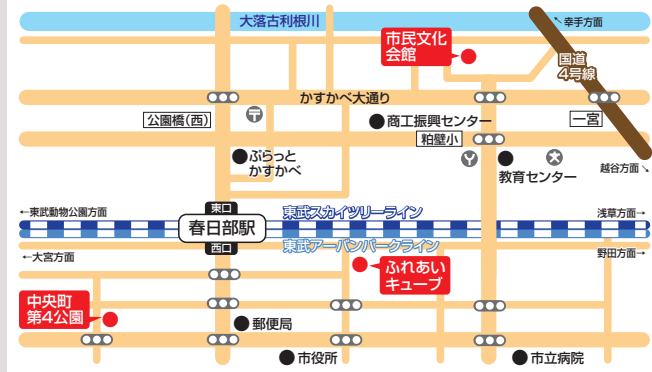 大落古利根川
↖幸手方面
市民文化
会館
国道
4号線
かすかべ大通り
公園橋(西)
〒
商工振興センター
一宮
粕壁小
Y
文
ぷらっと
かすかべ
教育センター
越谷方面↘
←東武動物公園方面
東口
東武スカイツリーライン
浅草方面→
春日部駅
西口
東武アーバンパークライン
←大宮方面
野田方面→
ふれあい
キューブ
中央町
第4公園
郵便局
市役所
市立病院